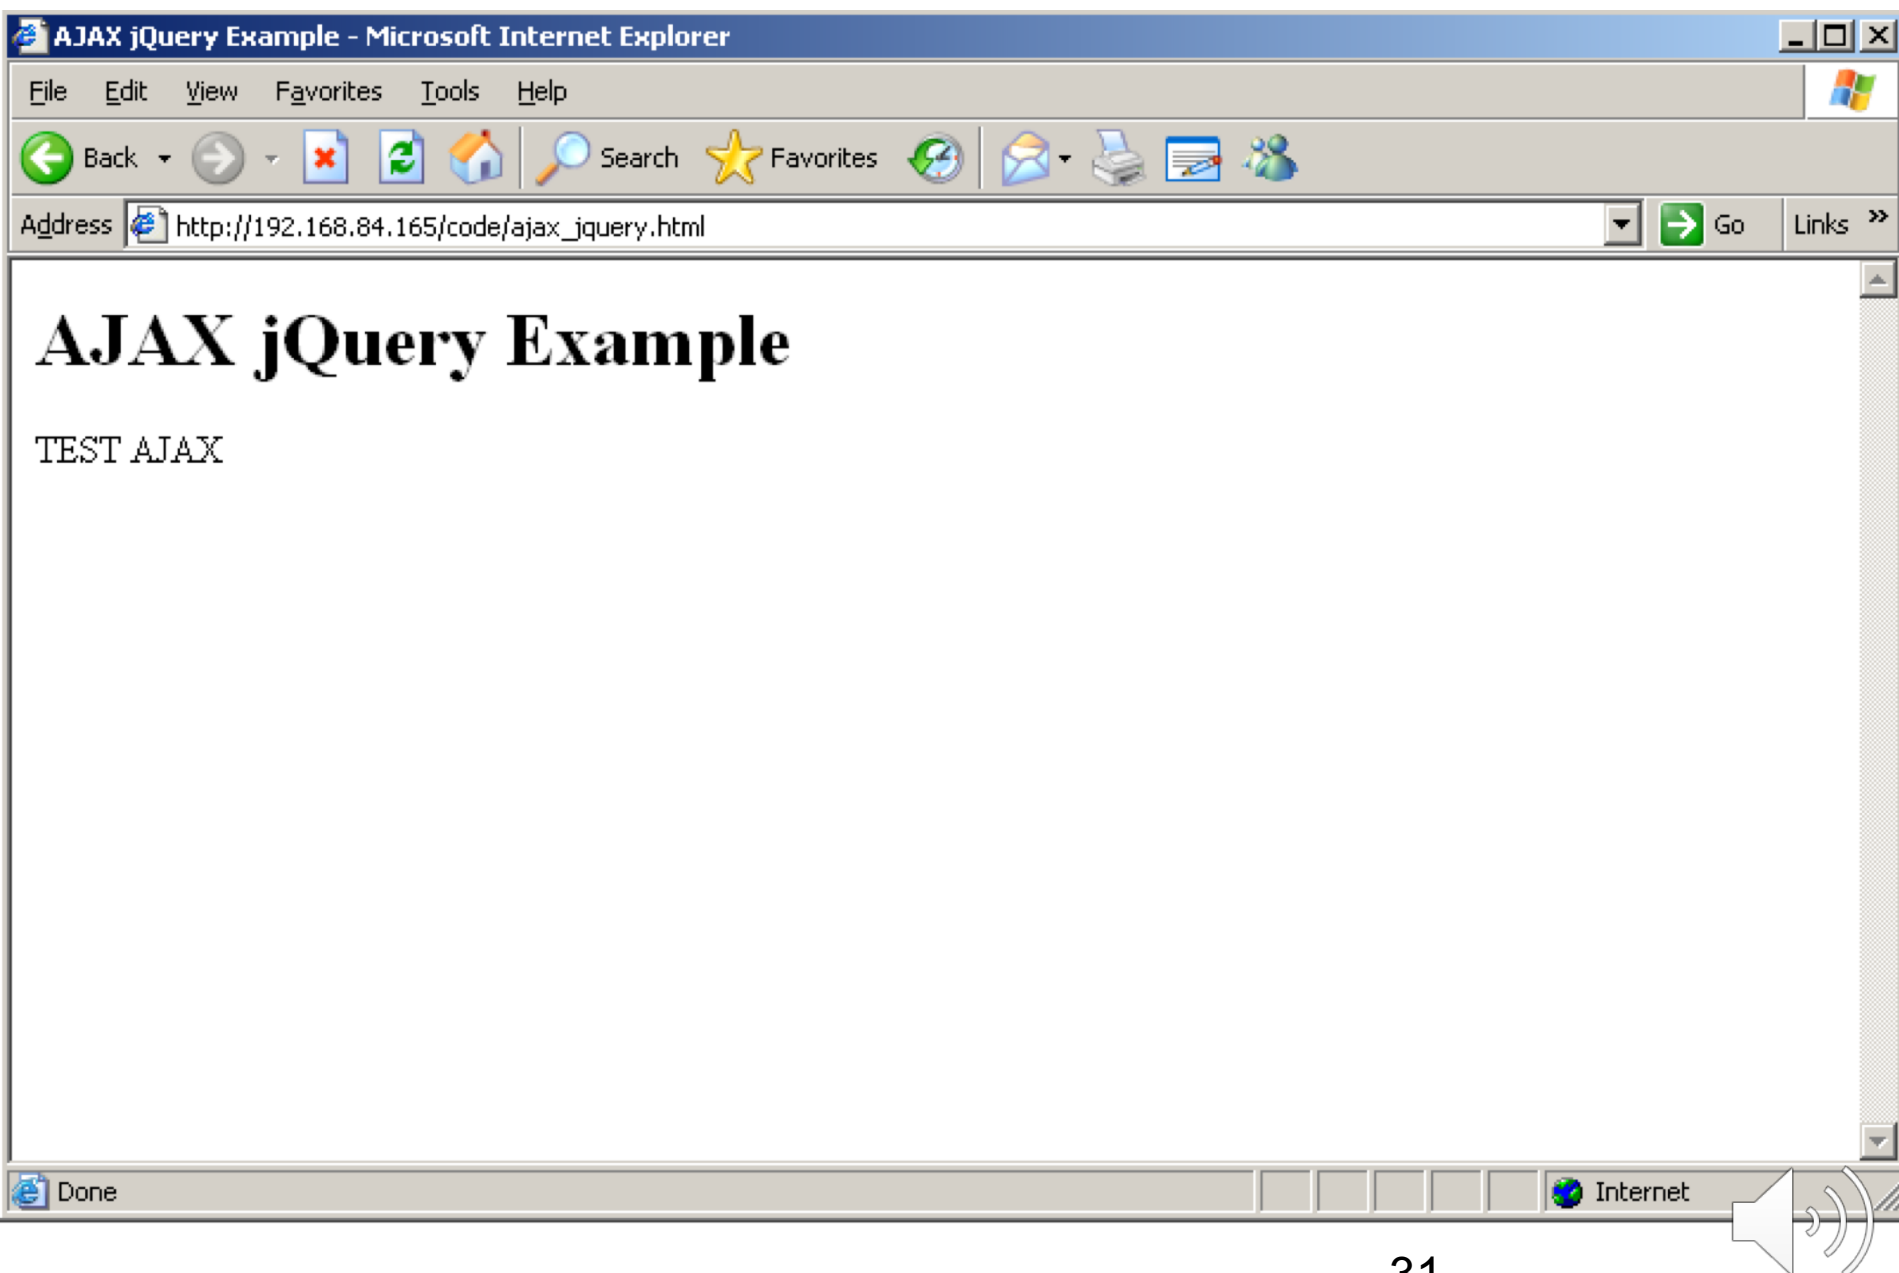 AJAX jQuery Example - Microsoft Internet Explorer
File Edit View Favorites Tools Help
Back Search Favorites
Address http://192.168.84.165/code/ajax_jquery.html Go Links »
AJAX jQuery Example
TEST AJAX
Done Internet
31